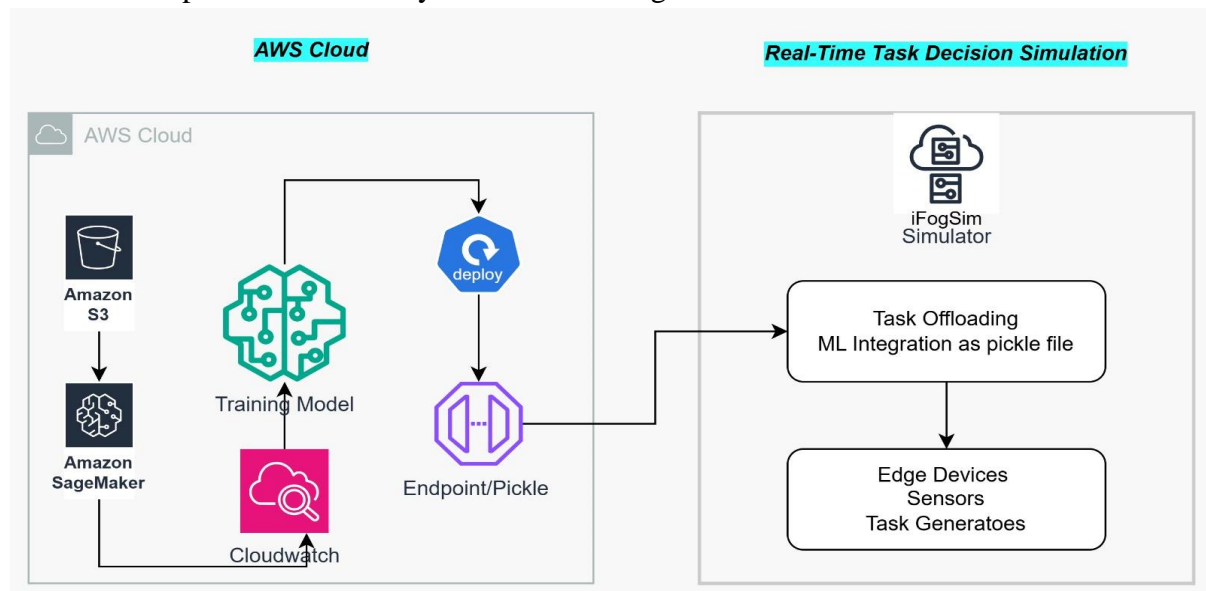 AWS Cloud
Real-Time Task Decision Simulation
AWS Cloud
Amazon
S3
Amazon
SageMaker
Training Model
Cloudwatch
deploy
Endpoint/Pickle
iFogSim
Simulator
Task Offloading
ML Integration as pickle file
Edge Devices
Sensors
Task Generatoes